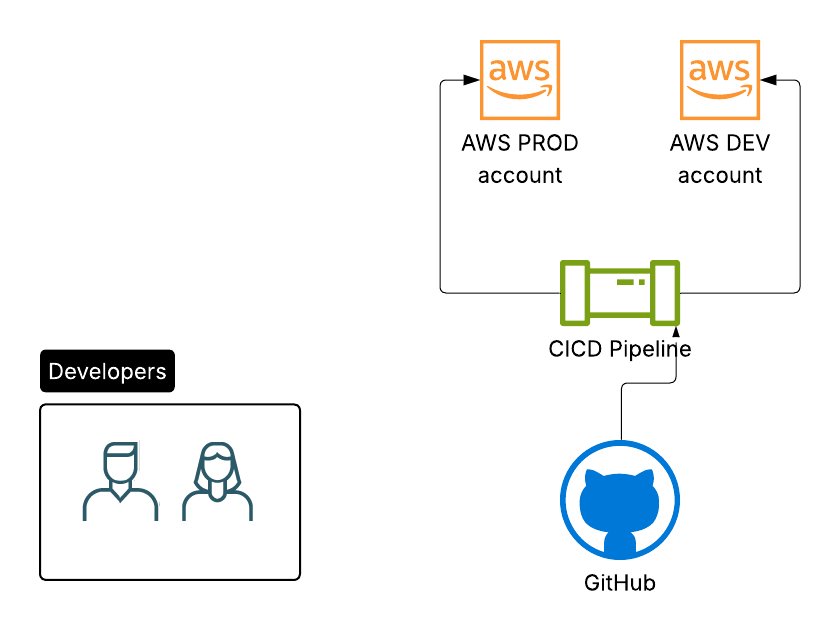 aws
aws
AWS PROD
account
AWS DEV
account
CICD Pipeline
Developers
GitHub